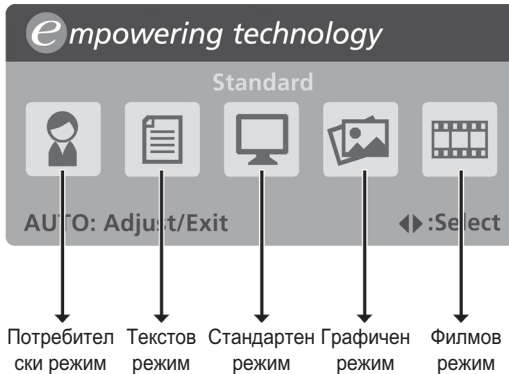 empowering technology
Standard
AUTO: Adjust/Exit :Select
Потребител Текстов Стандартен Графичен Филмов
ски режим режим режим режим режим